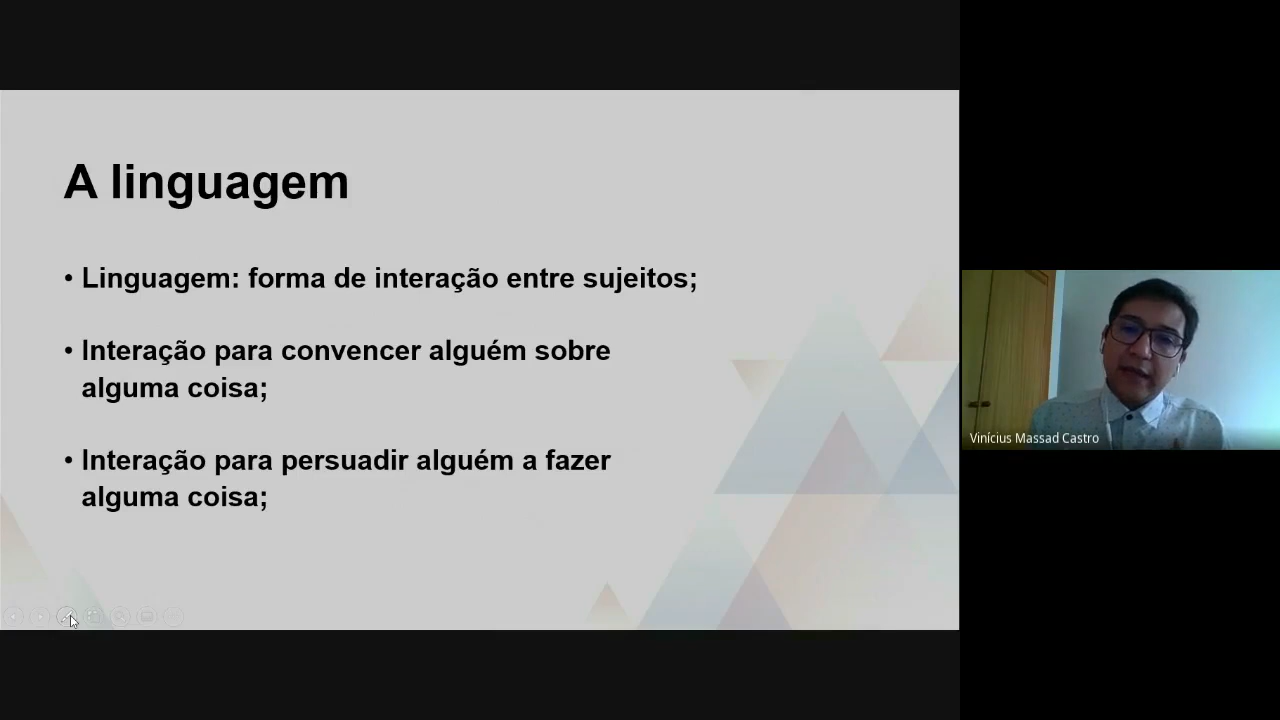 A linguagem
• Linguagem: forma de interação entre sujeitos;
• Interação para convencer alguém sobre
alguma coisa;
• Interação para persuadir alguém a fazer
alguma coisa;
Vinícius Massad Castro